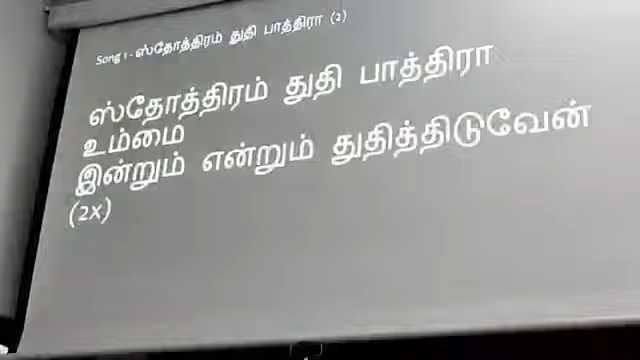 Song 1 - ஸ்தோத்திரம் துதி பாத்திரா (2)
ஸ்தோத்திரம் துதி பாத்திரா
உம்மை
இன்றும் என்றும் துதித்திடுவேன்
(2x)